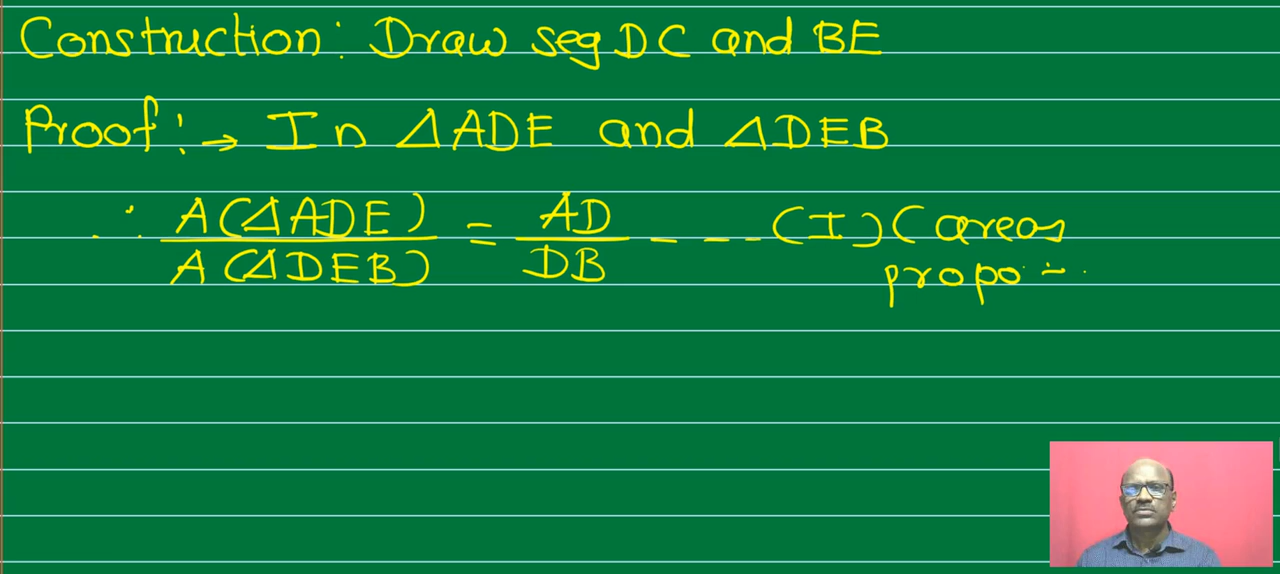 Construction: Draw seg DC and BE
Proof: → In △ADE and △DEB
∴ A(△ADE) / A(△DEB) = AD / DB --- (I) (areas
propo